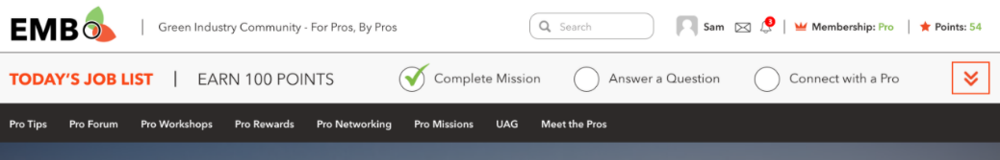 EMBO | Green Industry Community - For Pros, By Pros Search Sam 3 | Membership: Pro | Points: 54
TODAY'S JOB LIST | EARN 100 POINTS Complete Mission Answer a Question Connect with a Pro
Pro Tips Pro Forum Pro Workshops Pro Rewards Pro Networking Pro Missions UAG Meet the Pros